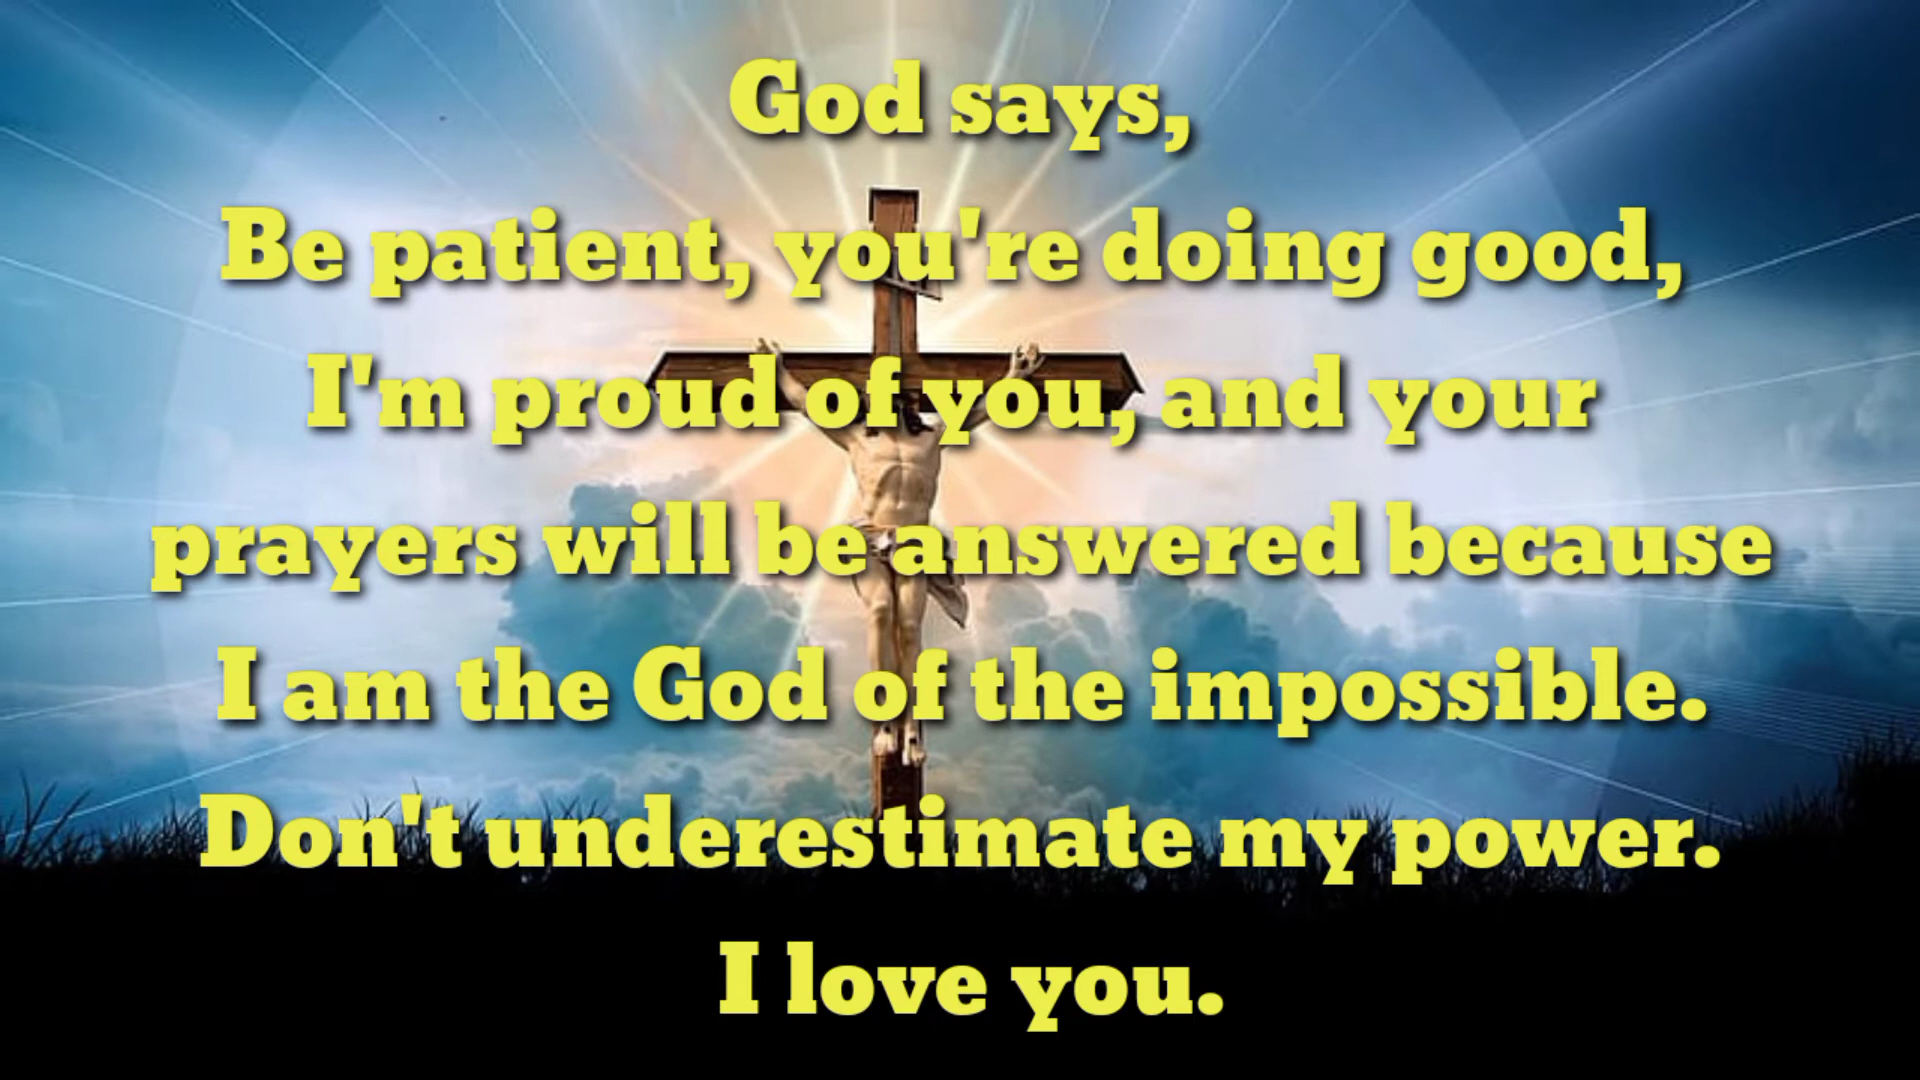 God says,
Be patient, you're doing good,
I'm proud of you, and your
prayers will be answered because
I am the God of the impossible.
Don't underestimate my power.
I love you.